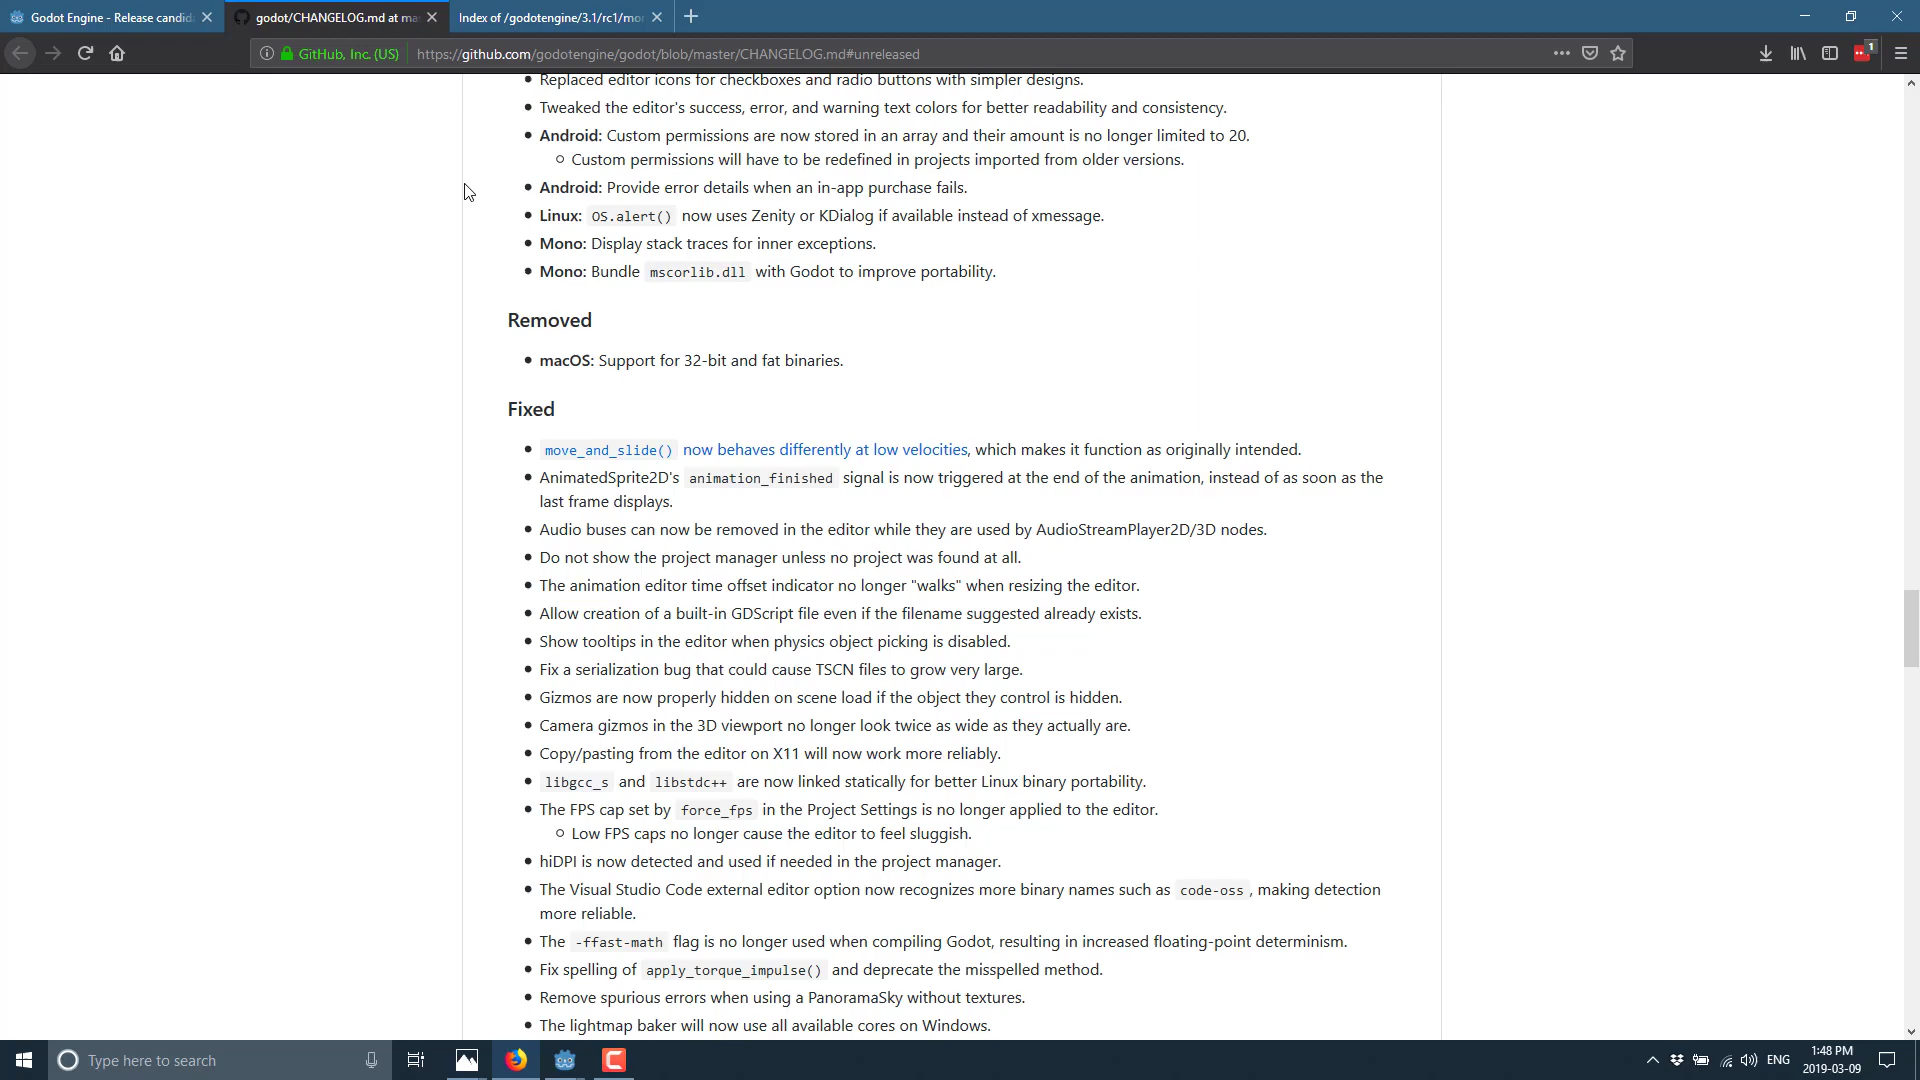 Godot Engine - Release candid
godot/CHANGELOG.md at ma
Index of /godotengine/3.1/rc1/mo
GitHub, Inc. (US)
https://github.com/godotengine/godot/blob/master/CHANGELOG.md#unreleased
1
Replaced editor icons for checkboxes and radio buttons with simpler designs.
Tweaked the editor's success, error, and warning text colors for better readability and consistency.
Android: Custom permissions are now stored in an array and their amount is no longer limited to 20.
Custom permissions will have to be redefined in projects imported from older versions.
Android: Provide error details when an in-app purchase fails.
Linux: OS.alert() now uses Zenity or KDialog if available instead of xmessage.
Mono: Display stack traces for inner exceptions.
Mono: Bundle mscorlib.dll with Godot to improve portability.
Removed
macOS: Support for 32-bit and fat binaries.
Fixed
move_and_slide() now behaves differently at low velocities, which makes it function as originally intended.
AnimatedSprite2D's animation_finished signal is now triggered at the end of the animation, instead of as soon as the
last frame displays.
Audio buses can now be removed in the editor while they are used by AudioStreamPlayer2D/3D nodes.
Do not show the project manager unless no project was found at all.
The animation editor time offset indicator no longer "walks" when resizing the editor.
Allow creation of a built-in GDScript file even if the filename suggested already exists.
Show tooltips in the editor when physics object picking is disabled.
Fix a serialization bug that could cause TSCN files to grow very large.
Gizmos are now properly hidden on scene load if the object they control is hidden.
Camera gizmos in the 3D viewport no longer look twice as wide as they actually are.
Copy/pasting from the editor on X11 will now work more reliably.
libgcc_s and libstdc++ are now linked statically for better Linux binary portability.
The FPS cap set by force_fps in the Project Settings is no longer applied to the editor.
Low FPS caps no longer cause the editor to feel sluggish.
hiDPI is now detected and used if needed in the project manager.
The Visual Studio Code external editor option now recognizes more binary names such as code-oss, making detection
more reliable.
The -ffast-math flag is no longer used when compiling Godot, resulting in increased floating-point determinism.
Fix spelling of apply_torque_impulse() and deprecate the misspelled method.
Remove spurious errors when using a PanoramaSky without textures.
The lightmap baker will now use all available cores on Windows.
Type here to search
ENG
1:48 PM
2019-03-09